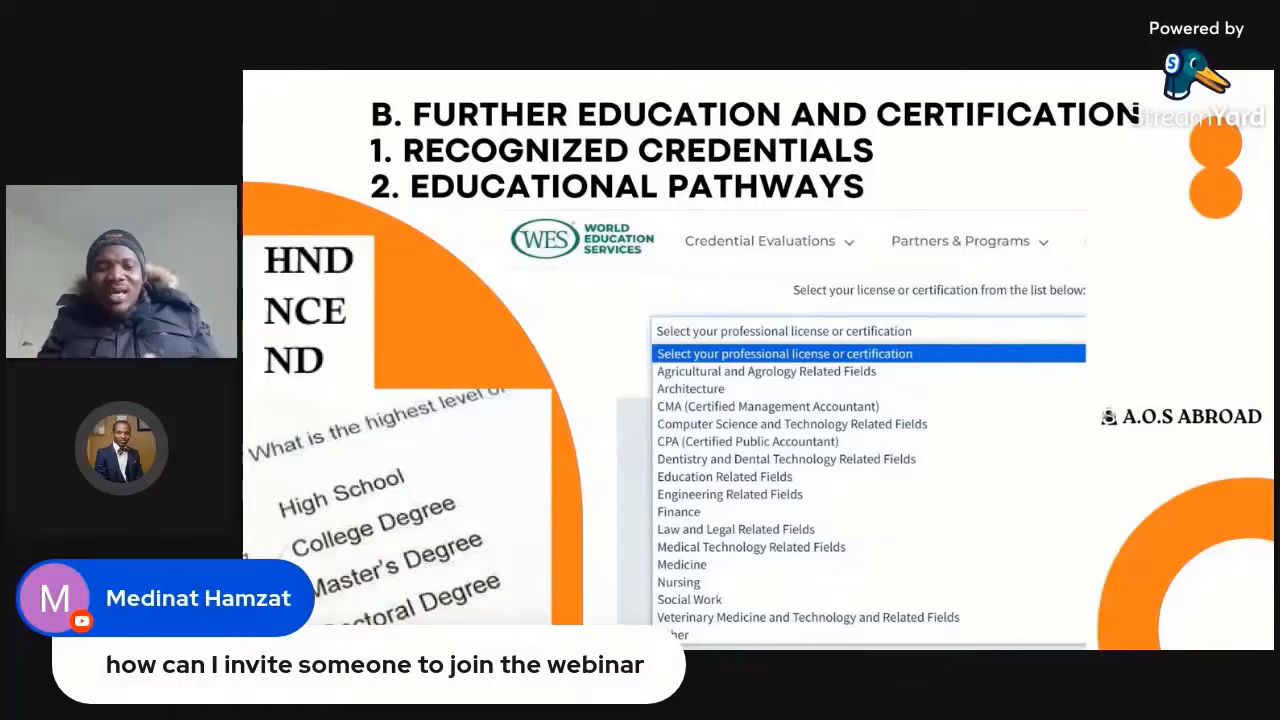 Powered by
StreamYard
B. FURTHER EDUCATION AND CERTIFICATION
1. RECOGNIZED CREDENTIALS
2. EDUCATIONAL PATHWAYS
WES
WORLD
EDUCATION
SERVICES
Credential Evaluations
Partners & Programs
HND
NCE
ND
Select your license or certification from the list below:
Select your professional license or certification
Select your professional license or certification
Agricultural and Agrology Related Fields
Architecture
CMA (Certified Management Accountant)
Computer Science and Technology Related Fields
CPA (Certified Public Accountant)
Dentistry and Dental Technology Related Fields
Education Related Fields
Engineering Related Fields
Finance
Law and Legal Related Fields
Medical Technology Related Fields
Medicine
Nursing
Social Work
Veterinary Medicine and Technology and Related Fields
What is the highest level of
High School
College Degree
Master's Degree
Degree
A.O.S ABROAD
M
Medinat Hamzat
how can I invite someone to join the webinar